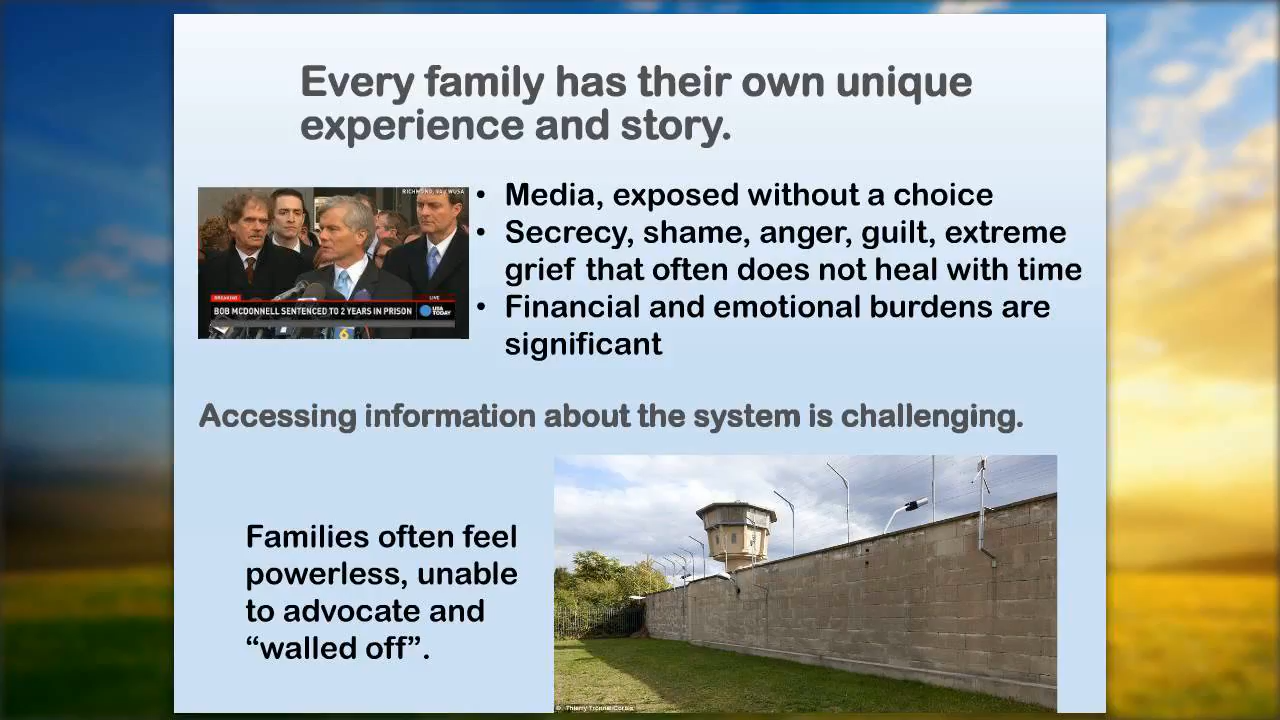 Every family has their own unique
experience and story.
RICHMOND, VA / WUSA
BREAKING
LIVE
BOB MCDONNELL SENTENCED TO 2 YEARS IN PRISON
USA
TODAY
6
• Media, exposed without a choice
• Secrecy, shame, anger, guilt, extreme
grief that often does not heal with time
• Financial and emotional burdens are
significant
Accessing information about the system is challenging.
Families often feel
powerless, unable
to advocate and
“walled off”.